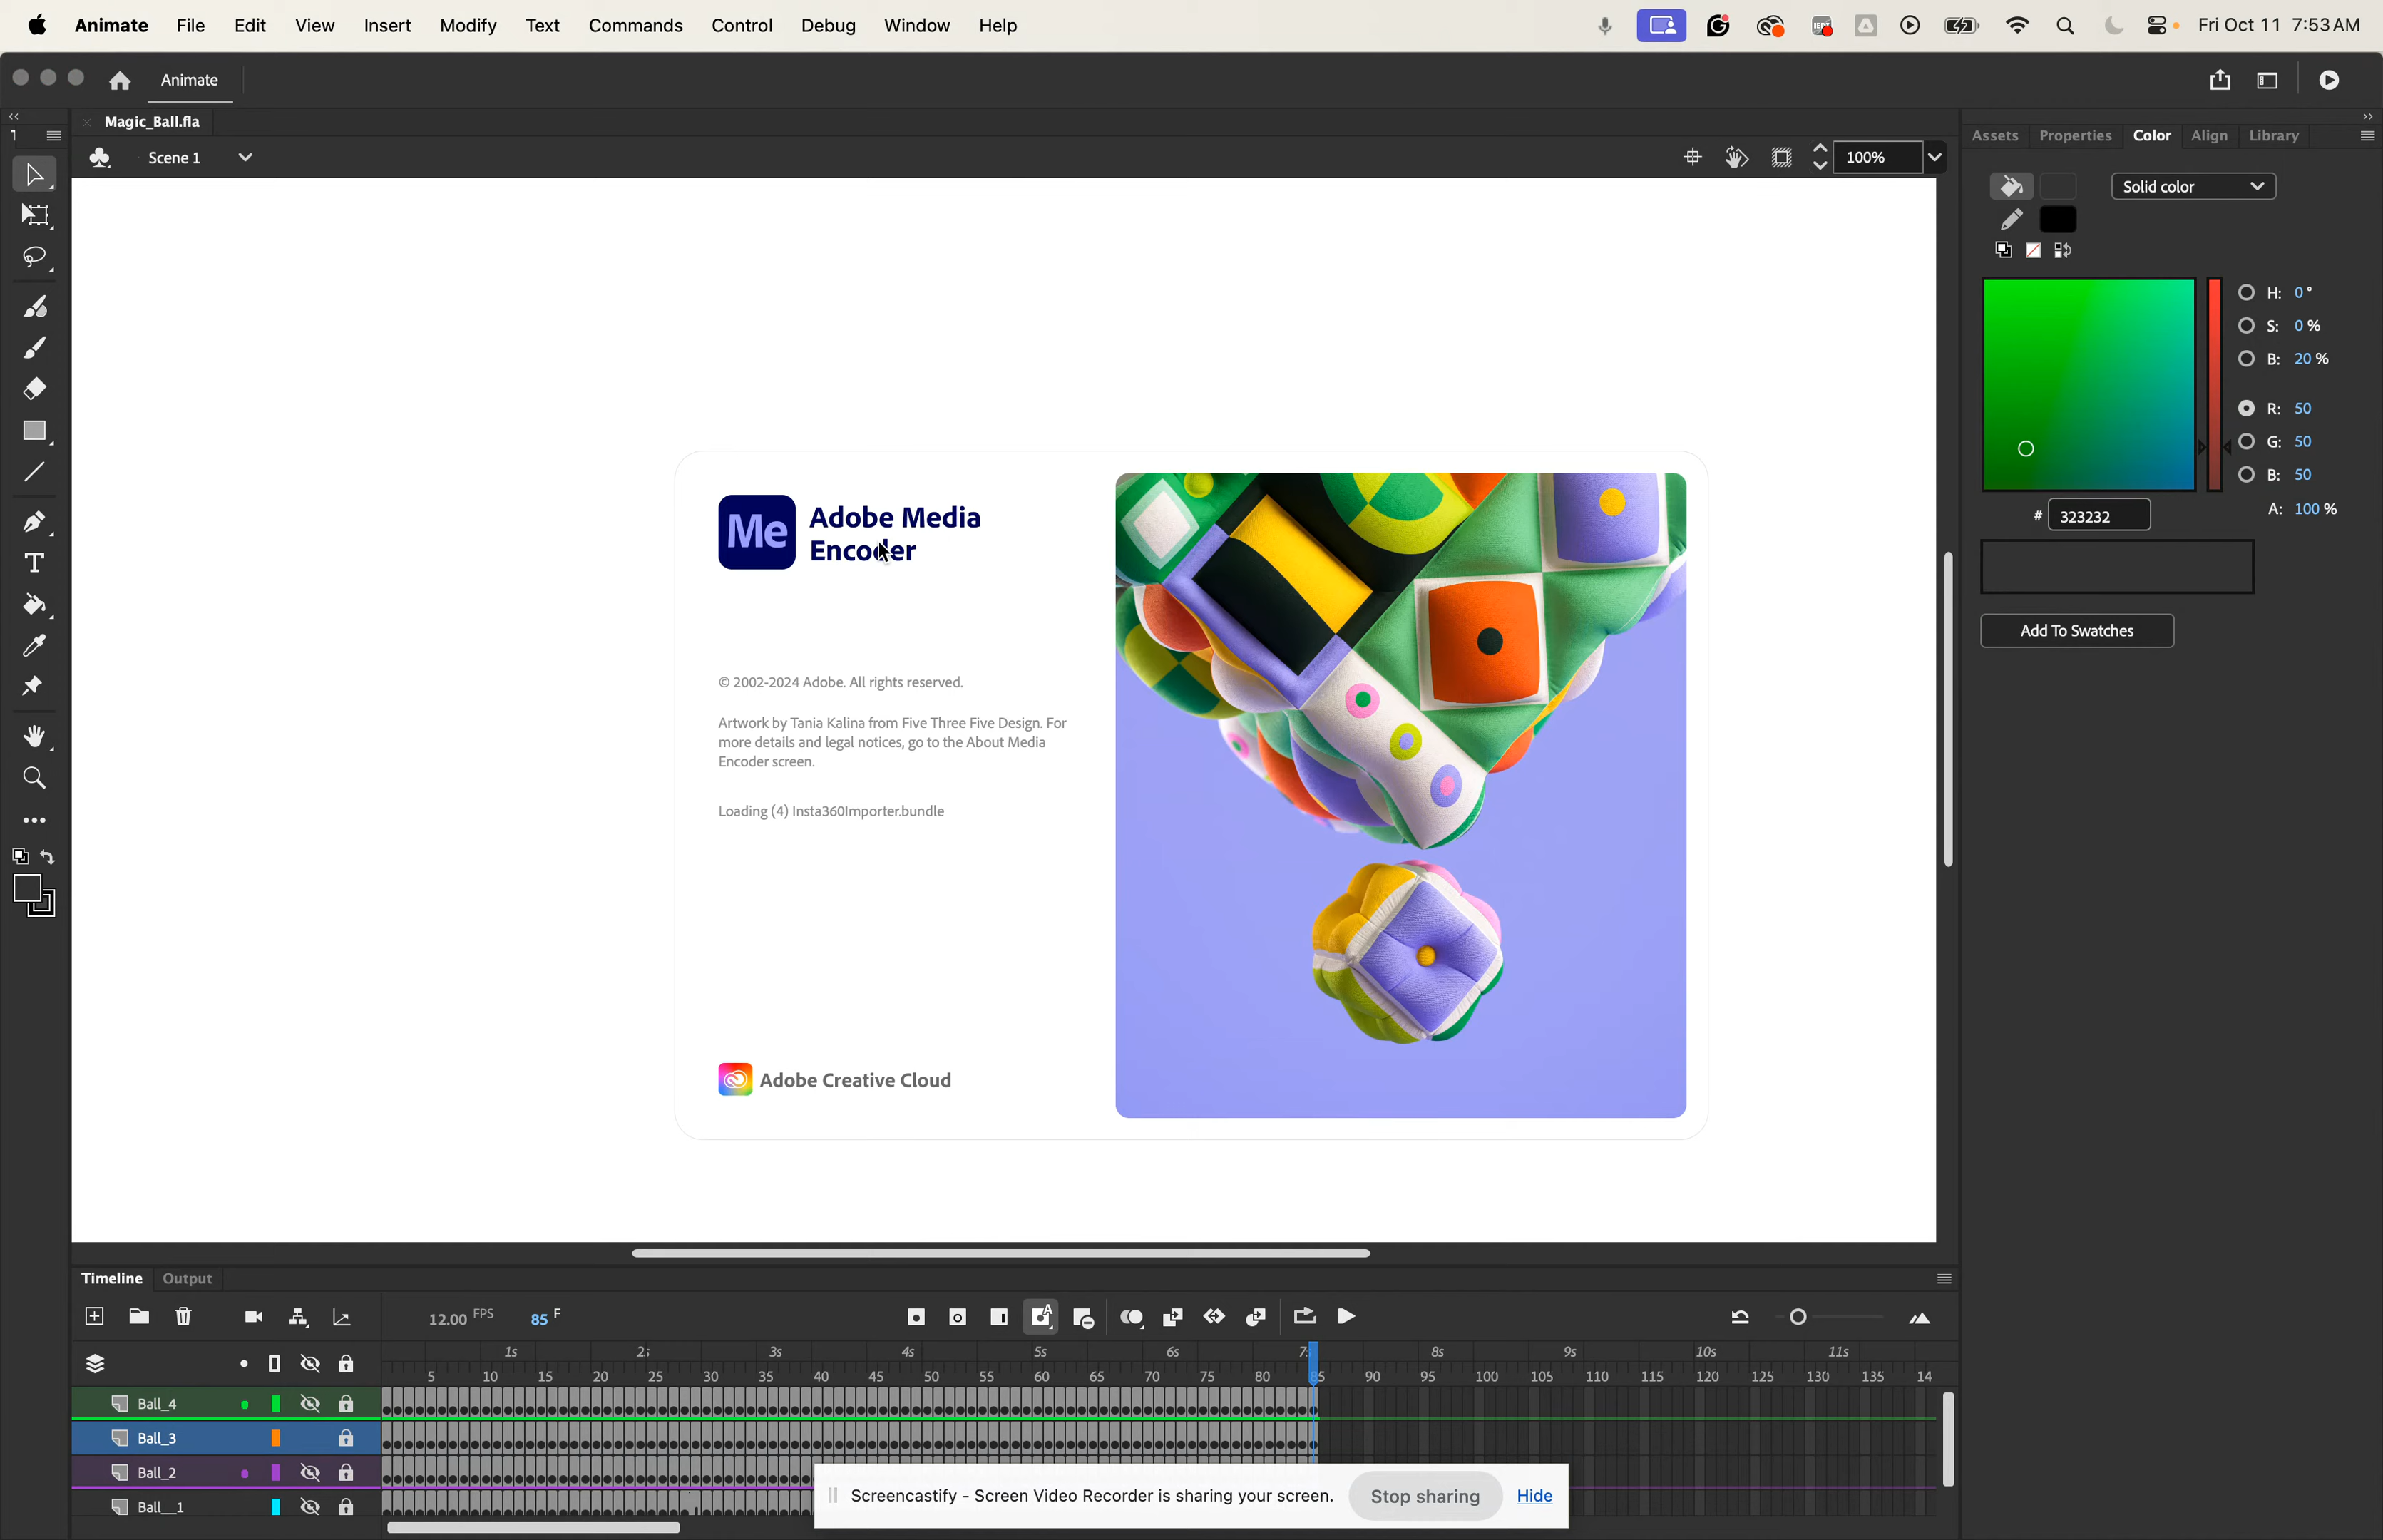 Animate File Edit View Insert Modify Text Commands Control Debug Window Help Fri Oct 11 7:53 AM
Animate
Magic_Ball.fla
Scene 1 100%
Assets Properties Color Align Library
Solid color
H: 0 °
S: 0 %
B: 20 %
R: 50
G: 50
B: 50
A: 100 %
# 323232
Add To Swatches
Me Adobe Media
Encoder
© 2002-2024 Adobe. All rights reserved.
Artwork by Tania Kalina from Five Three Five Design. For
more details and legal notices, go to the About Media
Encoder screen.
Loading (4) Insta360Importer.bundle
Adobe Creative Cloud
T
Timeline Output
12.00 FPS 85 F
1s 2s 3s 4s 5s 6s 8s 9s 10s 11s
5 10 15 20 25 30 35 40 45 50 55 60 65 70 75 80 85 90 95 100 105 110 115 120 125 130 135 14
Ball_4
Ball_3
Ball_2
Ball__1
Screencastify - Screen Video Recorder is sharing your screen. Stop sharing Hide